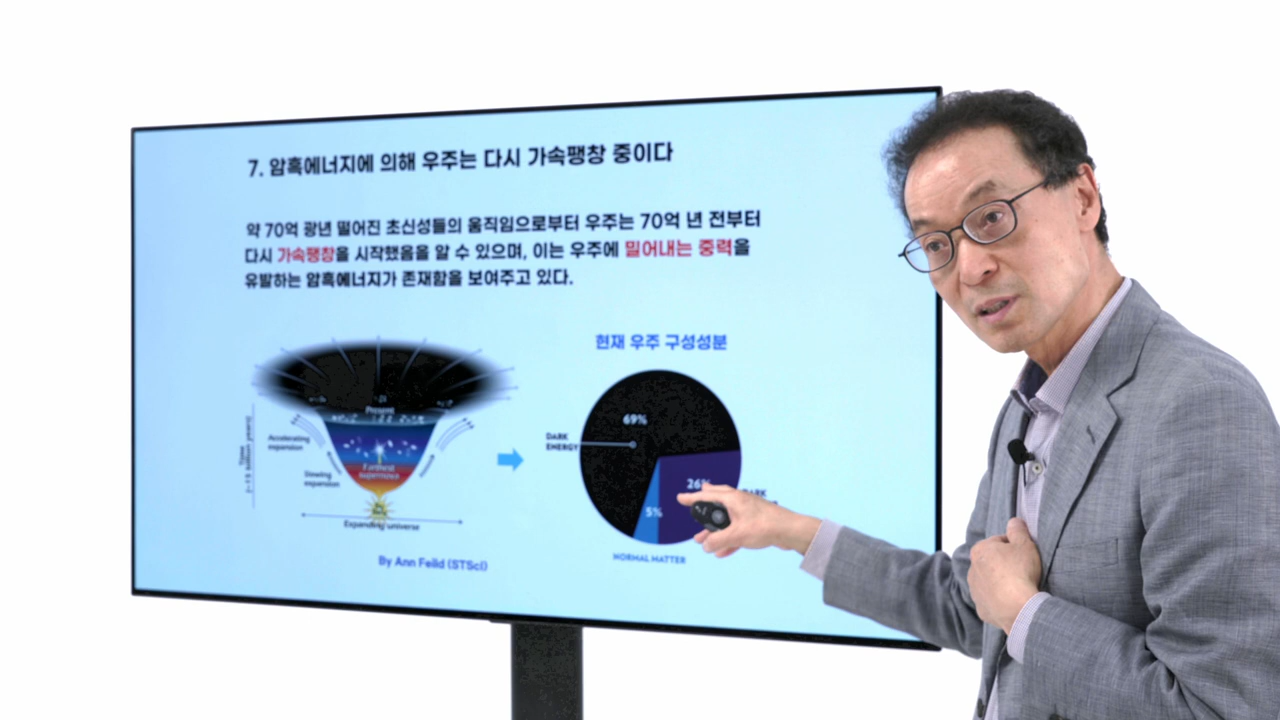 7. 암흑에너지에 의해 우주는 다시 가속팽창 중이다
약 70억 광년 떨어진 초신성들의 움직임으로부터 우주는 70억 년 전부터
다시 가속팽창을 시작했음을 알 수 있으며, 이는 우주에 밀어내는 중력을
유발하는 암흑에너지가 존재함을 보여주고 있다.
현재 우주 구성성분
Present
Accelerating
expansion
Slowing
expansion
Farthest
supernova
Expanding universe
By Ann Feild (STScI)
69%
DARK
ENERGY
26%
5%
NORMAL MATTER